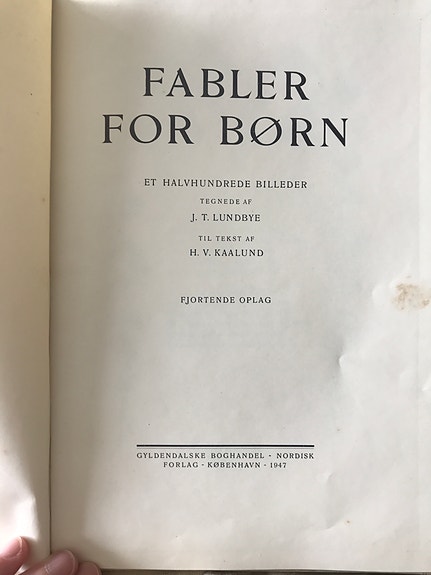 FABLER
FOR BØRN
ET HALVHUNDREDE BILLEDER
TEGNEDE AF
J. T. LUNDBYE
TIL TEKST AF
H. V. KAALUND
FJORTENDE OPLAG
GYLDENDALSKE BOGHANDEL · NORDISK
FORLAG · KØBENHAVN · 1947